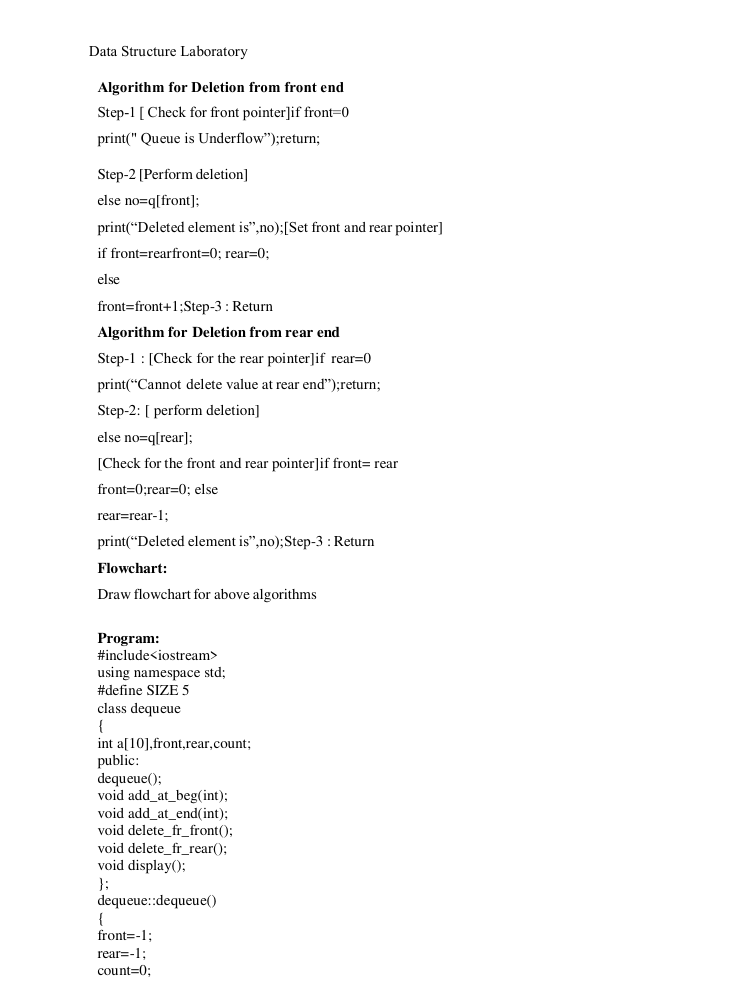 Data Structure Laboratory
Algorithm for Deletion from front end
Step-1 [ Check for front pointer]if front=0
print(" Queue is Underflow”);return;
Step-2 [Perform deletion]
else no=q[front];
print(“Deleted element is”,no);[Set front and rear pointer]
if front=rearfront=0; rear=0;
else
front=front+1;Step-3 : Return
Algorithm for Deletion from rear end
Step-1 : [Check for the rear pointer]if rear=0
print(“Cannot delete value at rear end”);return;
Step-2: [ perform deletion]
else no=q[rear];
[Check for the front and rear pointer]if front= rear
front=0;rear=0; else
rear=rear-1;
print(“Deleted element is”,no);Step-3 : Return
Flowchart:
Draw flowchart for above algorithms
Program:
#include<iostream>
using namespace std;
#define SIZE 5
class dequeue
{
int a[10],front,rear,count;
public:
dequeue();
void add_at_beg(int);
void add_at_end(int);
void delete_fr_front();
void delete_fr_rear();
void display();
};
dequeue::dequeue()
{
front=-1;
rear=-1;
count=0;